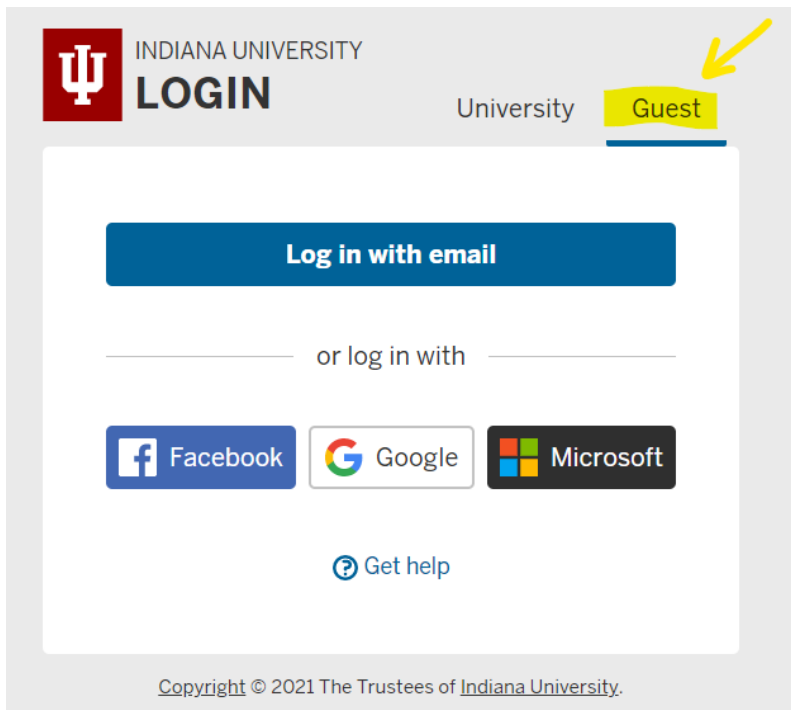 INDIANA UNIVERSITY
LOGIN
University Guest
Log in with email
or log in with
Facebook Google Microsoft
Get help
Copyright © 2021 The Trustees of Indiana University.